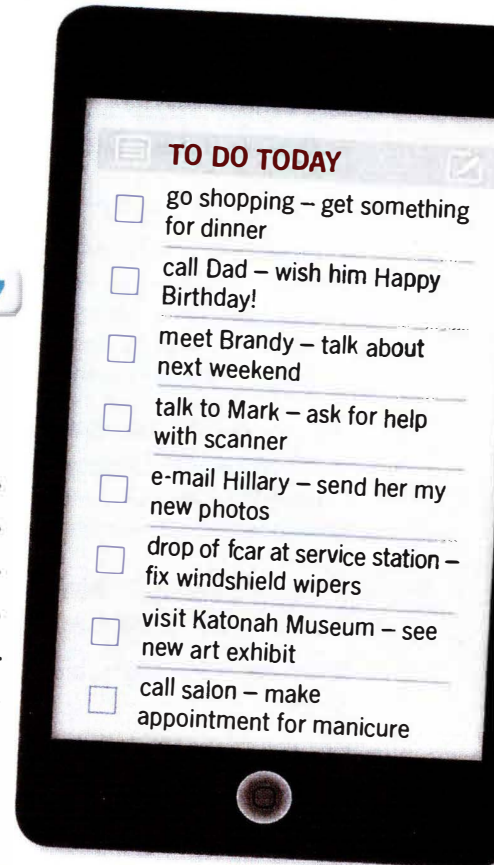 TO DO TODAY
go shopping – get something
for dinner
call Dad – wish him Happy
Birthday!
meet Brandy – talk about
next weekend
talk to Mark – ask for help
with scanner
e-mail Hillary – send her my
new photos
drop of fcar at service station –
fix windshield wipers
visit Katonah Museum – see
new art exhibit
call salon – make
appointment for manicure